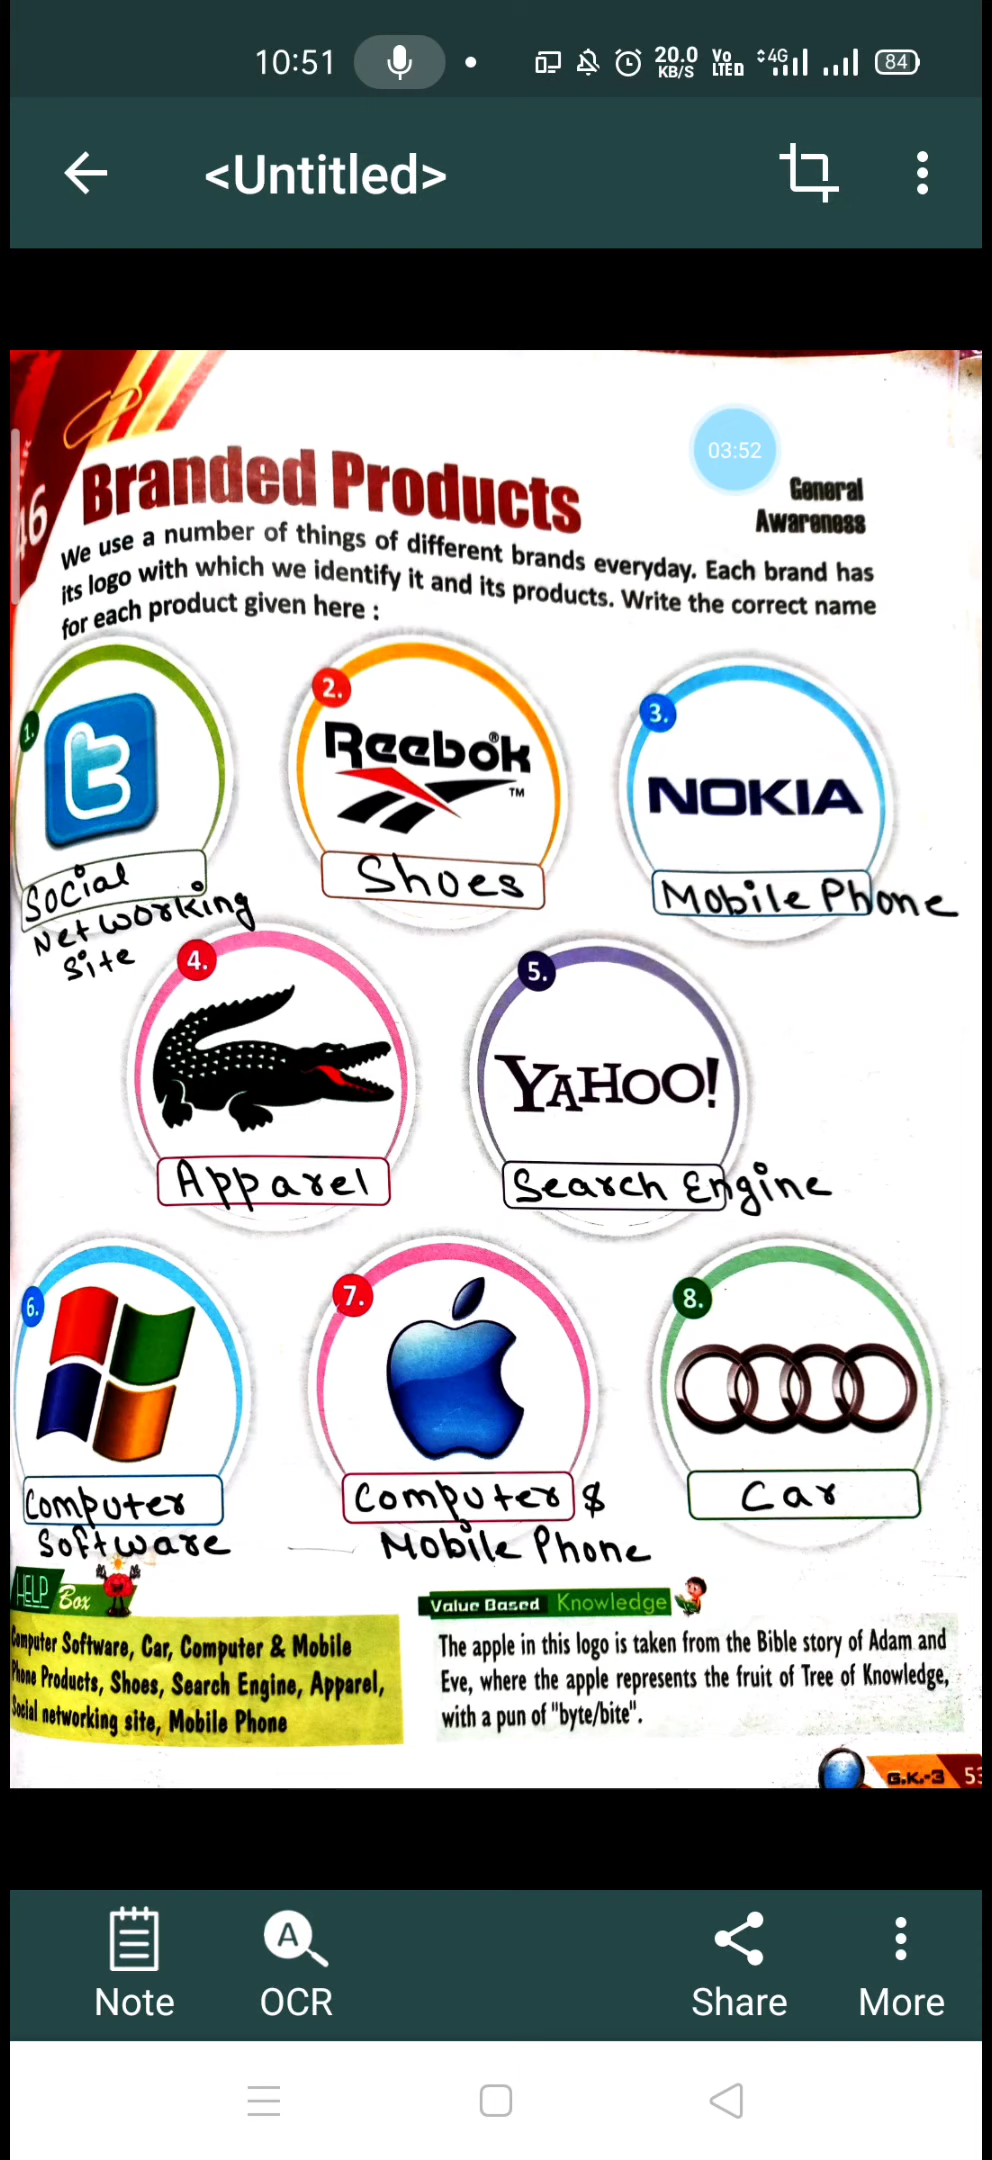 10:51
20.0 KB/S
Vo LTE
4G
84
<Untitled>
46
Branded Products
03:52
General
Awareness
We use a number of things of different brands everyday. Each brand has
its logo with which we identify it and its products. Write the correct name
for each product given here :
1.
2.
Reebok
®
TM
3.
NOKIA
Social
Networking
Site
Shoes
Mobile Phone
4.
5.
YAHOO!
Apparel
Search Engine
6.
7.
8.
Computer
Software
Computer &
Mobile Phone
Car
HELP Box
Computer Software, Car, Computer & Mobile
Phone Products, Shoes, Search Engine, Apparel,
Social networking site, Mobile Phone
Value Based Knowledge
The apple in this logo is taken from the Bible story of Adam and
Eve, where the apple represents the fruit of Tree of Knowledge,
with a pun of "byte/bite".
G.K.-3 53
Note
OCR
Share
More